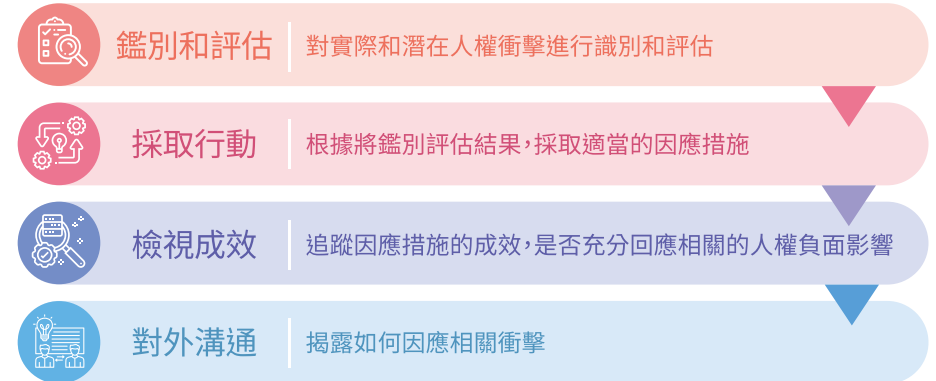 鑑別和評估
對實際和潛在人權衝擊進行識別和評估
採取行動
根據將鑑別評估結果，採取適當的因應措施
檢視成效
追蹤因應措施的成效，是否充分回應相關的人權負面影響
對外溝通
揭露如何因應相關衝擊